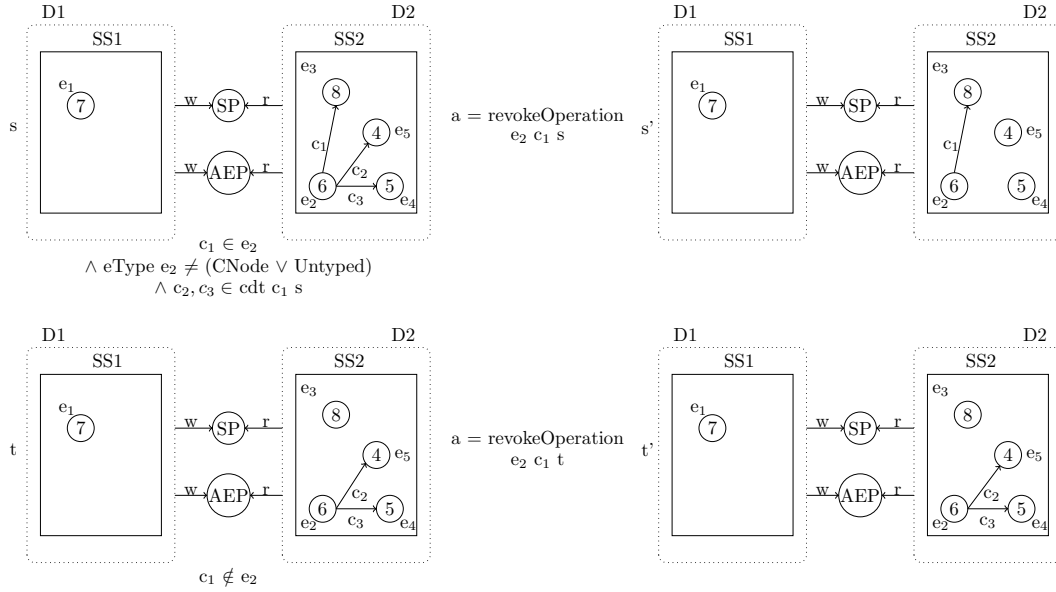 D1 D2 D1 D2
SS1 SS2 SS1 SS2
e₃ e₃
e₁ 8 e₁ 8
7 w SP r 7 w SP r
a = revokeOperation
s c₁ 4 e₅ e₂ c₁ s s' c₁ 4 e₅
w AEP r c₂ w AEP r
6 5 6 5
e₂ c₃ e₄ e₂ e₄
c₁ ∈ e₂
∧ eType e₂ ≠ (CNode ∨ Untyped)
∧ c₂, c₃ ∈ cdt c₁ s
D1 D2 D1 D2
SS1 SS2 SS1 SS2
e₃ e₃
e₁ 8 e₁ 8
7 w SP r 7 w SP r
a = revokeOperation
t 4 e₅ e₂ c₁ t t' 4 e₅
w AEP r c₂ w AEP r c₂
6 5 6 5
e₂ c₃ e₄ e₂ c₃ e₄
c₁ ∉ e₂